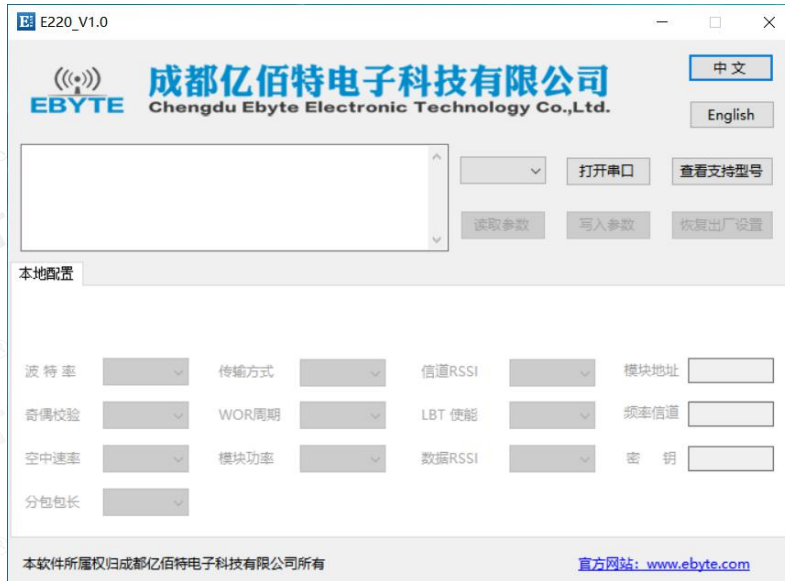 E220_V1.0
EBYTE
成都亿佰特电子科技有限公司
Chengdu Ebyte Electronic Technology Co.,Ltd.
中文
English
打开串口 查看支持型号
读取参数 写入参数 恢复出厂设置
本地配置
波特率 传输方式 信道RSSI 模块地址
奇偶校验 WOR周期 LBT 使能 频率信道
空中速率 模块功率 数据RSSI 密 钥
分包包长
本软件所属权归成都亿佰特电子科技有限公司所有 官方网站：www.ebyte.com